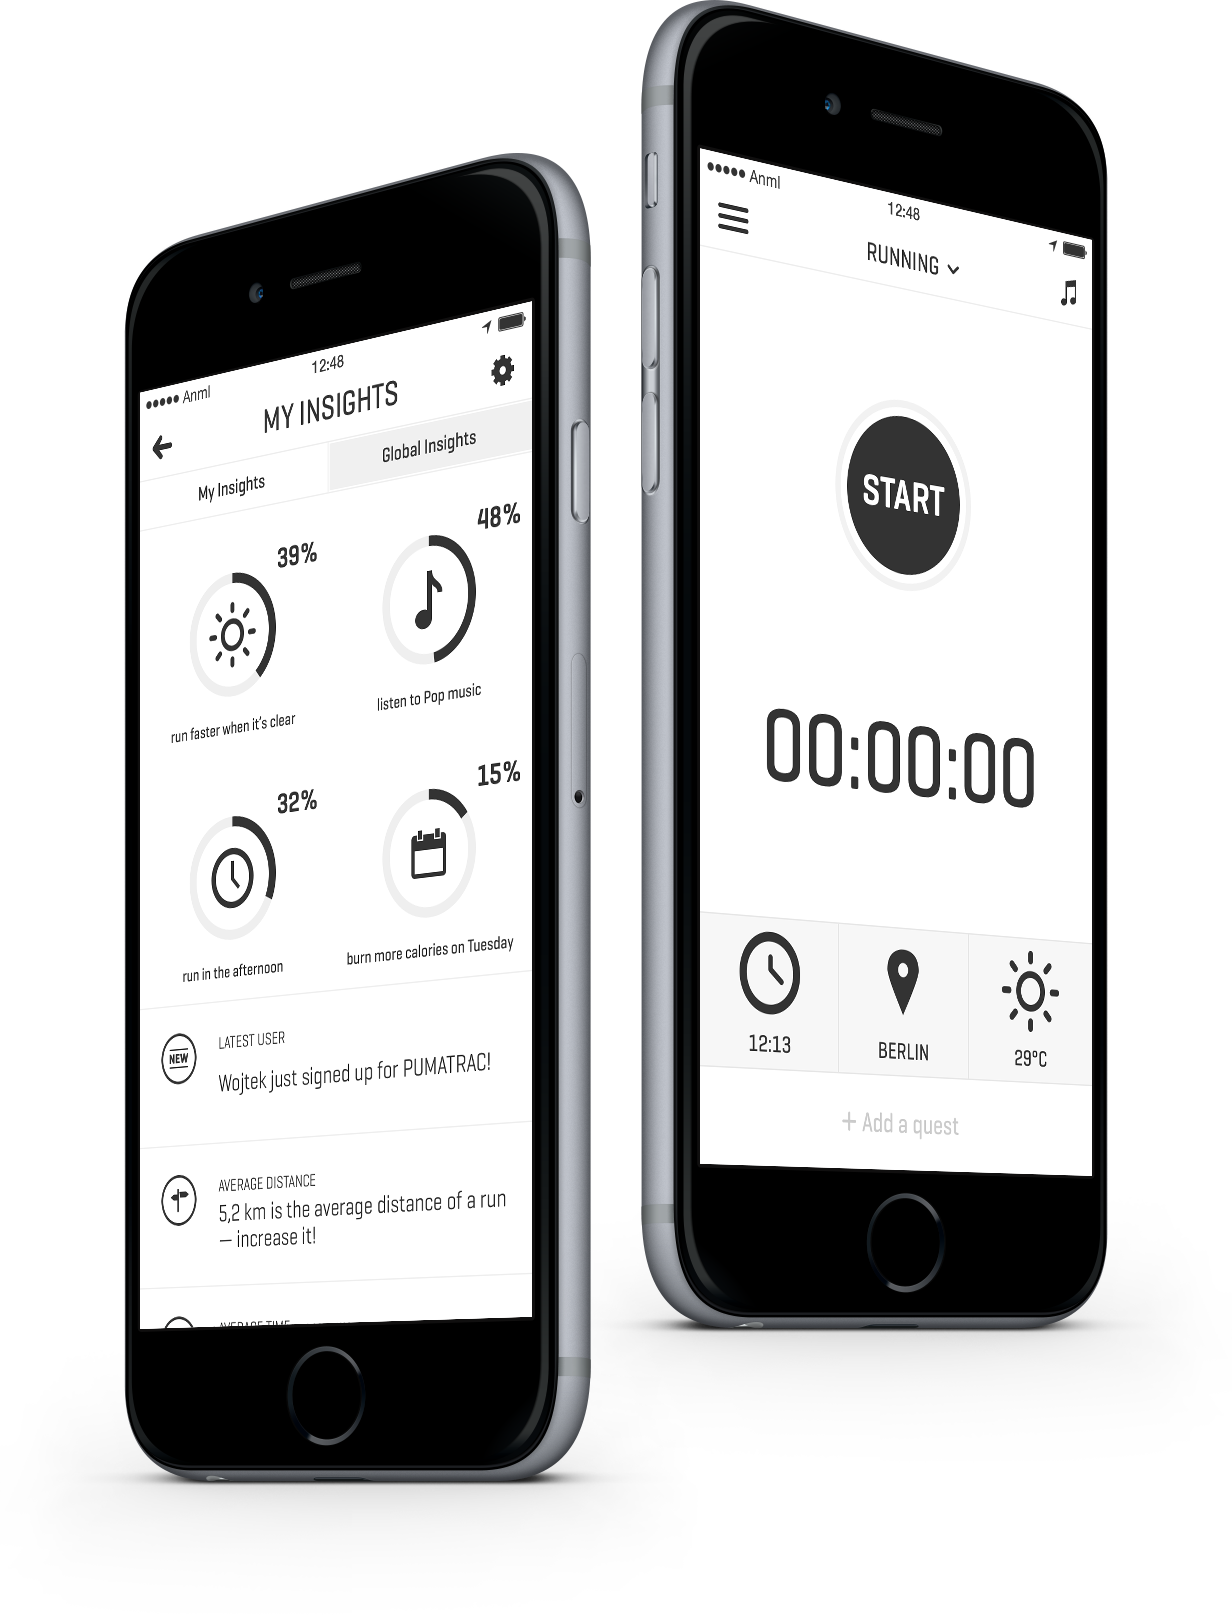 Anml
12:48
MY INSIGHTS
My Insights
Global Insights
39%
run faster when it's clear
48%
listen to Pop music
32%
run in the afternoon
15%
burn more calories on Tuesday
NEW
LATEST USER
Wojtek just signed up for PUMATRAC!
AVERAGE DISTANCE
5,2 km is the average distance of a run
— increase it!
AVERAGE TIME
Anml
12:48
RUNNING
START
00:00:00
12:13
BERLIN
29°C
+ Add a quest